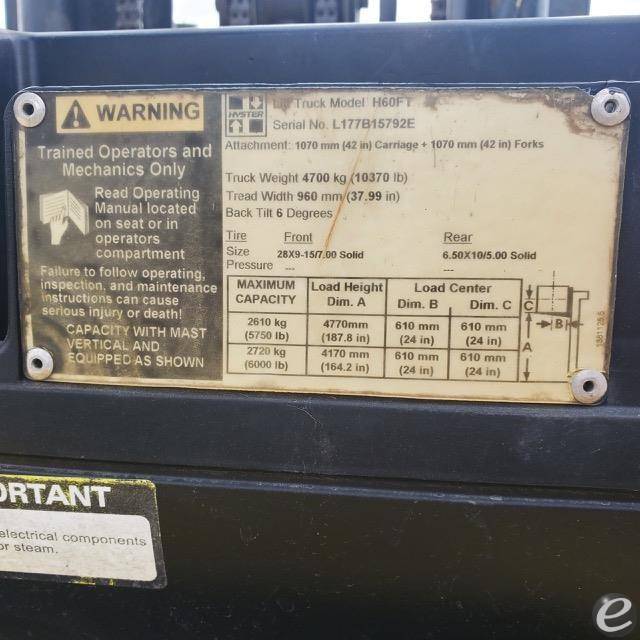 WARNING
Trained Operators and
Mechanics Only
Read Operating
Manual located
on seat or in
operators
compartment
Failure to follow operating,
inspection, and maintenance
instructions can cause
serious injury or death!
CAPACITY WITH MAST
VERTICAL AND
EQUIPPED AS SHOWN
HYSTER
Lift Truck Model H60FT
Serial No. L177B15792E
Attachment: 1070 mm (42 in) Carriage + 1070 mm (42 in) Forks
Truck Weight 4700 kg (10370 lb)
Tread Width 960 mm (37.99 in)
Back Tilt 6 Degrees
Tire Front Rear
Size 28X9-15/7.00 Solid 6.50X10/5.00 Solid
Pressure --- ---
MAXIMUM Load Height Load Center
CAPACITY Dim. A Dim. B Dim. C
2610 kg 4770mm 610 mm 610 mm
(5750 lb) (187.8 in) (24 in) (24 in)
2720 kg 4170 mm 610 mm 610 mm
(6000 lb) (164.2 in) (24 in) (24 in)
C
B
A
ORTANT
electrical components
or steam.
e